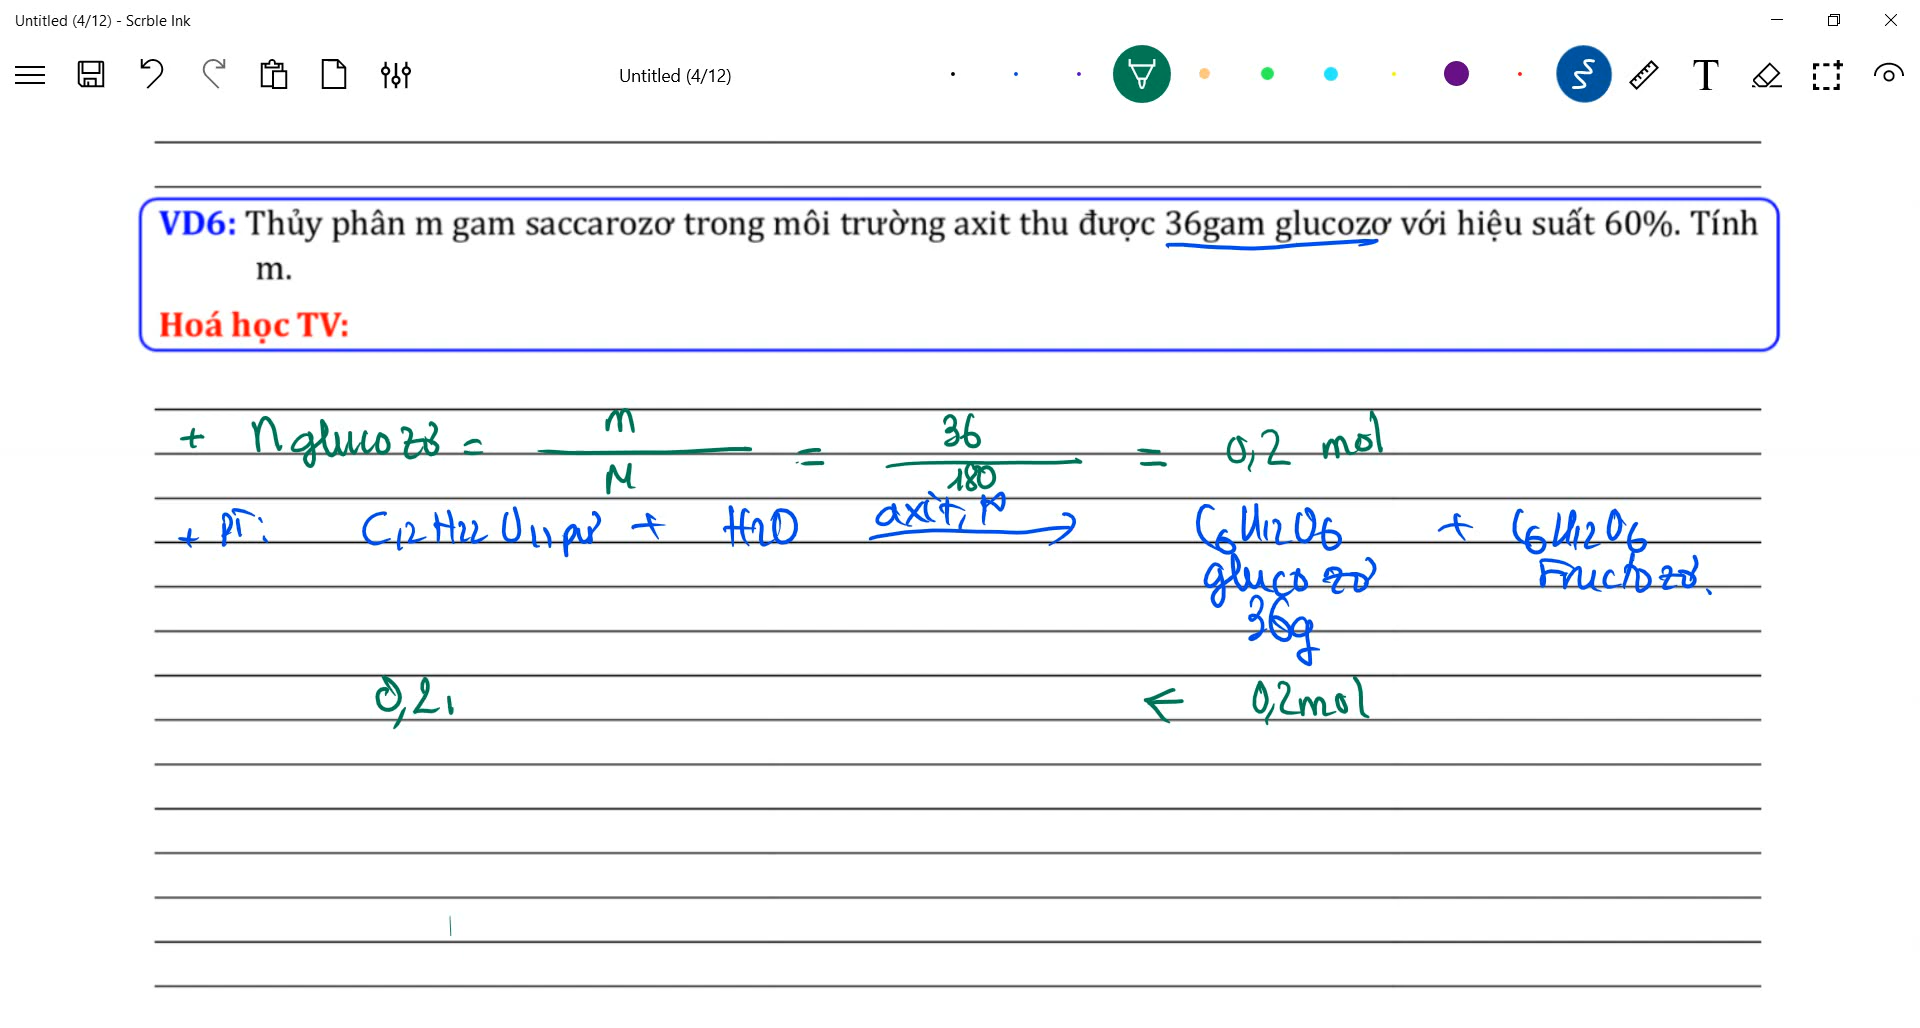 Untitled (4/12) - Scrble Ink
Untitled (4/12)
T
VD6: Thủy phân m gam saccarozơ trong môi trường axit thu được 36gam glucozơ với hiệu suất 60%. Tính
m.
Hoá học TV:
+ n glucozơ = m / M = 36 / 180 = 0,2 mol
+ PT: C12H22O11 pứ + H2O axit, to → C6H12O6 + C6H12O6
glucozơ Fructozơ.
36g
0,2 ← 0,2mol